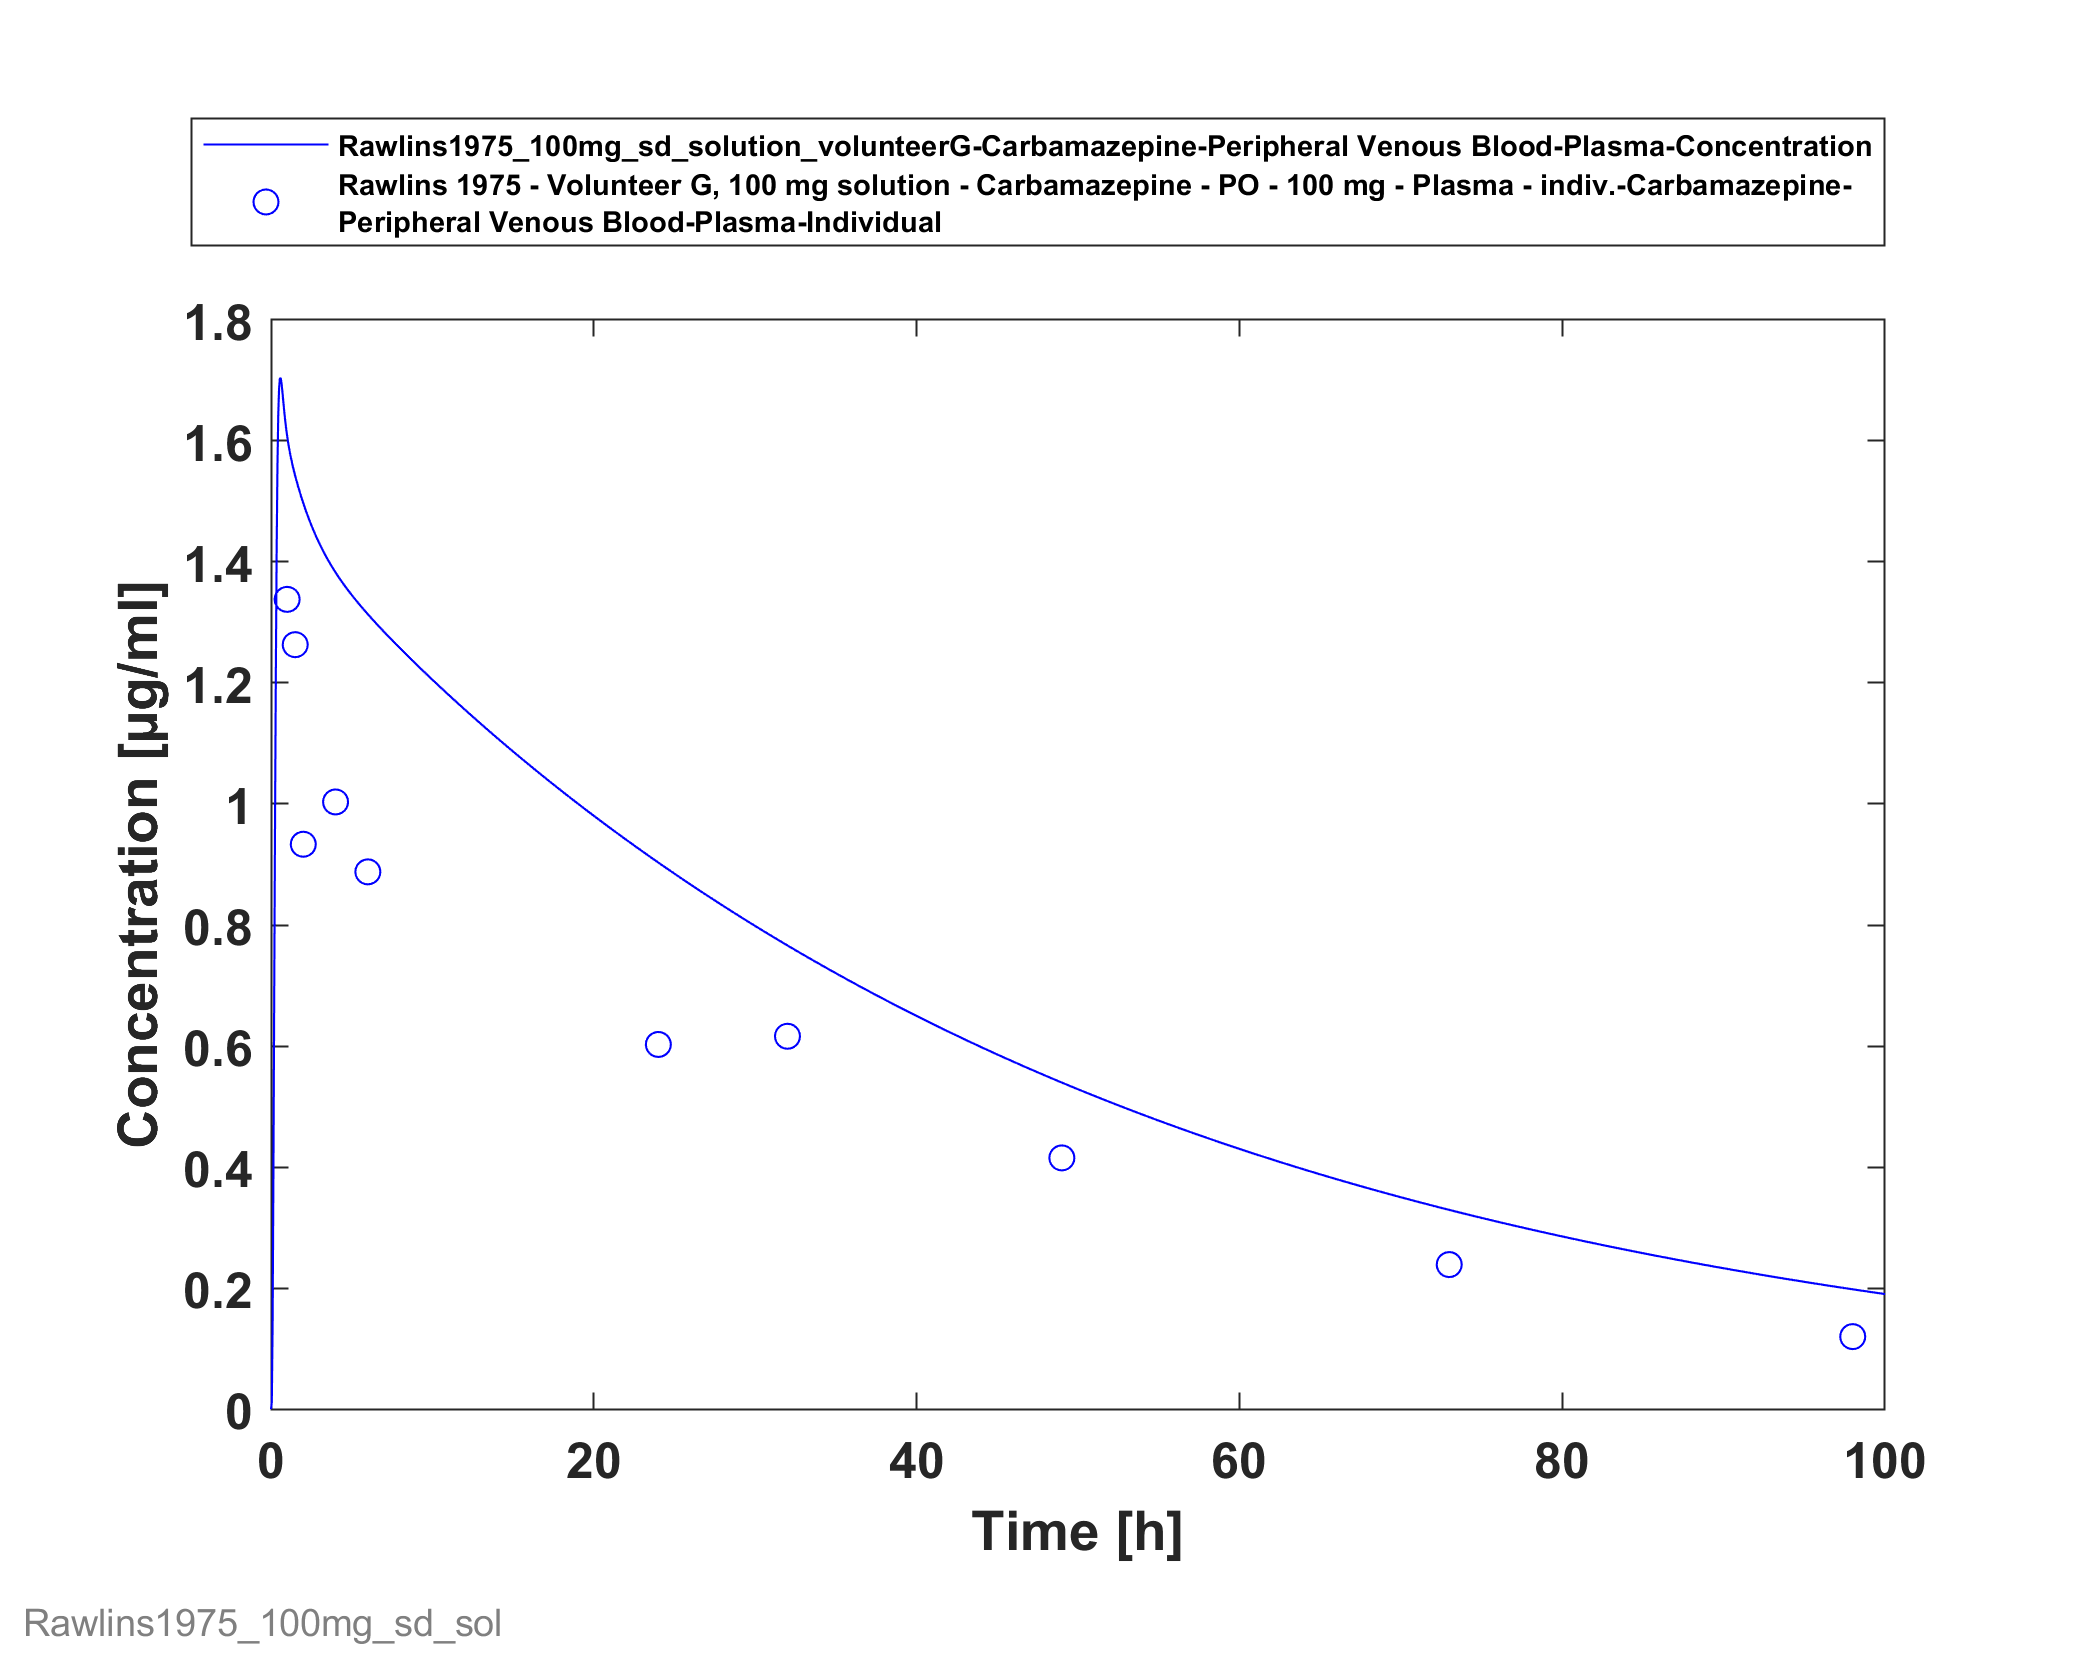 Rawlins1975_100mg_sd_solution_volunteerG-Carbamazepine-Peripheral Venous Blood-Plasma-Concentration
Rawlins 1975 - Volunteer G, 100 mg solution - Carbamazepine - PO - 100 mg - Plasma - indiv.-Carbamazepine-
Peripheral Venous Blood-Plasma-Individual
1.8
1.6
1.4
1.2
1
0.8
0.6
0.4
0.2
0
Concentration [µg/ml]
0 20 40 60 80 100
Time [h]
Rawlins1975_100mg_sd_sol